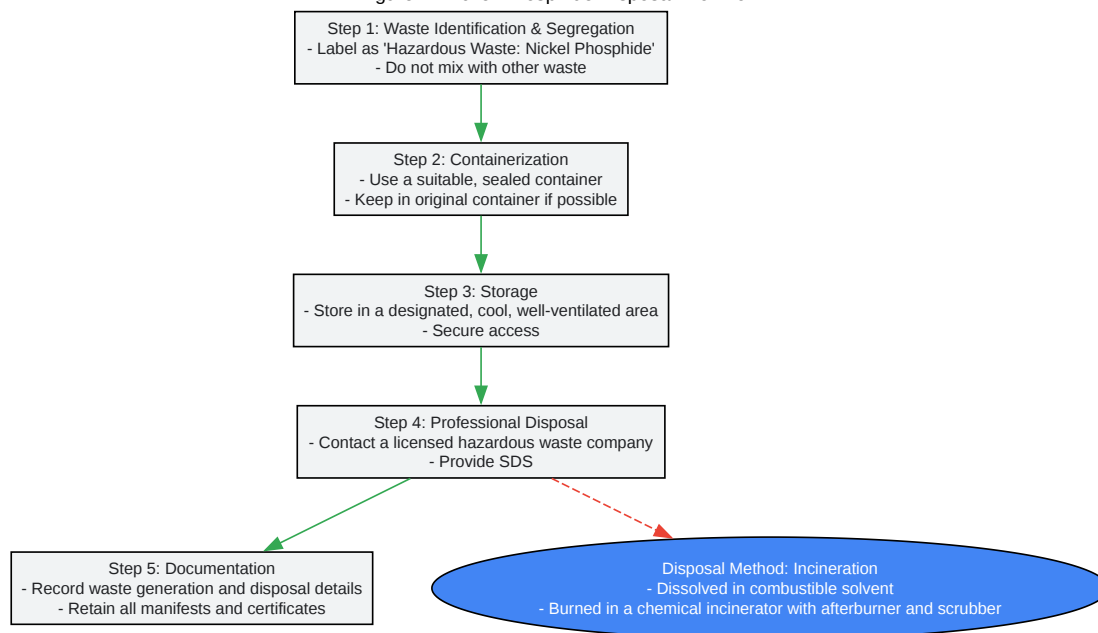 Step 1: Waste Identification & Segregation
- Label as 'Hazardous Waste: Nickel Phosphide'
- Do not mix with other waste
Step 2: Containerization
- Use a suitable, sealed container
- Keep in original container if possible
Step 3: Storage
- Store in a designated, cool, well-ventilated area
- Secure access
Step 4: Professional Disposal
- Contact a licensed hazardous waste company
- Provide SDS
Step 5: Documentation
- Record waste generation and disposal details
- Retain all manifests and certificates
Disposal Method: Incineration
- Dissolved in combustible solvent
- Burned in a chemical incinerator with afterburner and scrubber